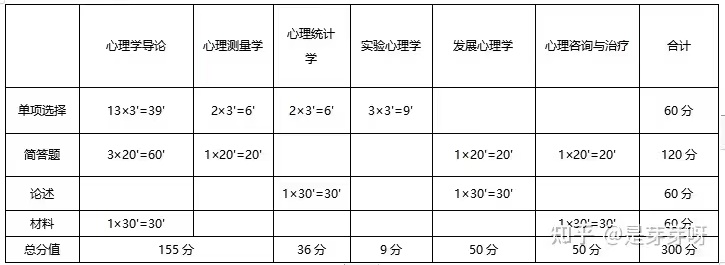 心理学导论 心理测量学 心理统计学 实验心理学 发展心理学 心理咨询与治疗 合计
单项选择 13×3'=39' 2×3'=6' 2×3'=6' 3×3'=9' 60 分
简答题 3×20'=60' 1×20'=20' 1×20'=20' 1×20'=20' 120 分
论述 1×30'=30' 1×30'=30' 60 分
材料 1×30'=30' 1×30'=30' 60 分
总分值 155 分 36 分 9 分 50 分 50 分 300 分
知乎 @是芽芽呀